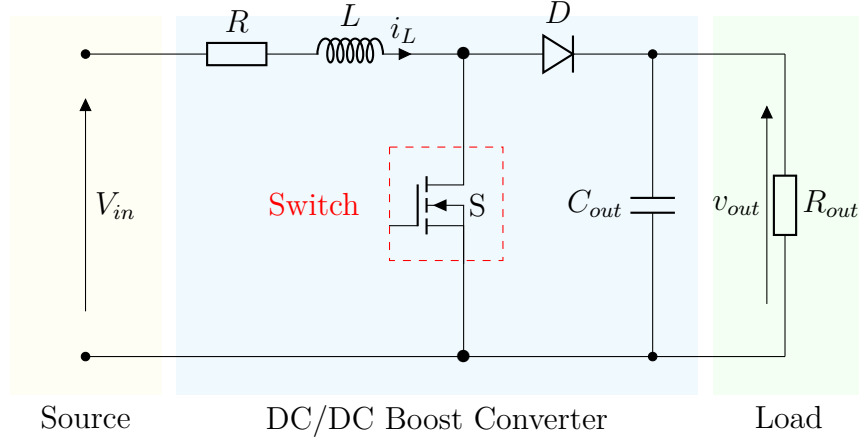 R L i_L D
V_in Switch S C_out v_out R_out
Source DC/DC Boost Converter Load